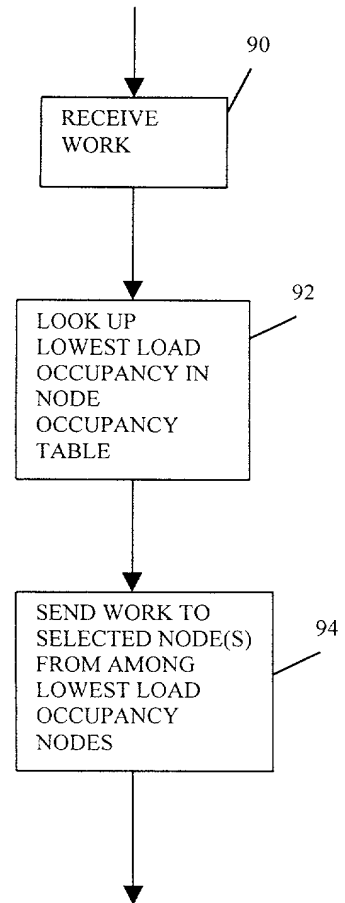 90
RECEIVE
WORK
92
LOOK UP
LOWEST LOAD
OCCUPANCY IN
NODE
OCCUPANCY
TABLE
SEND WORK TO
SELECTED NODE(S)
94
FROM AMONG
LOWEST LOAD
OCCUPANCY
NODES